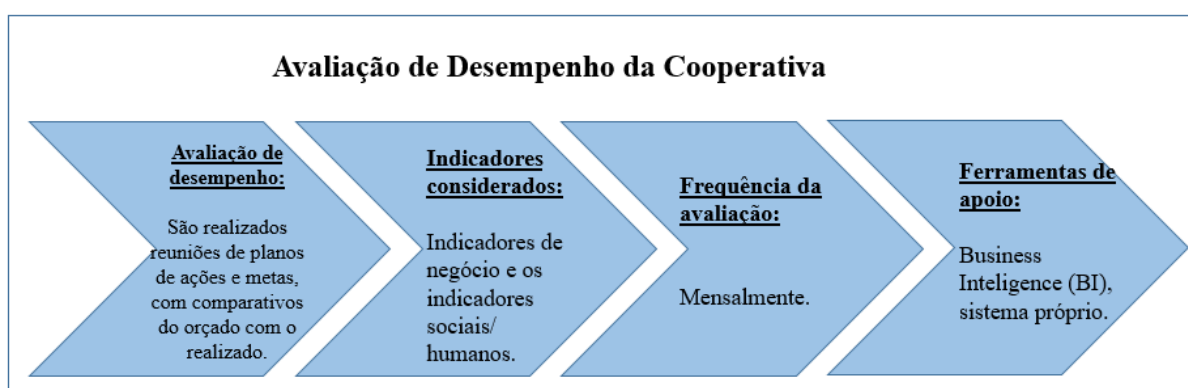 Avaliação de Desempenho da Cooperativa
Avaliação de
desempenho:
São realizados
reuniões de planos
de ações e metas,
com comparativos
do orçado com o
realizado.
Indicadores
considerados:
Indicadores de
negócio e os
indicadores
sociais/
humanos.
Frequência da
avaliação:
Mensalmente.
Ferramentas de
apoio:
Business
Inteligence (BI),
sistema próprio.